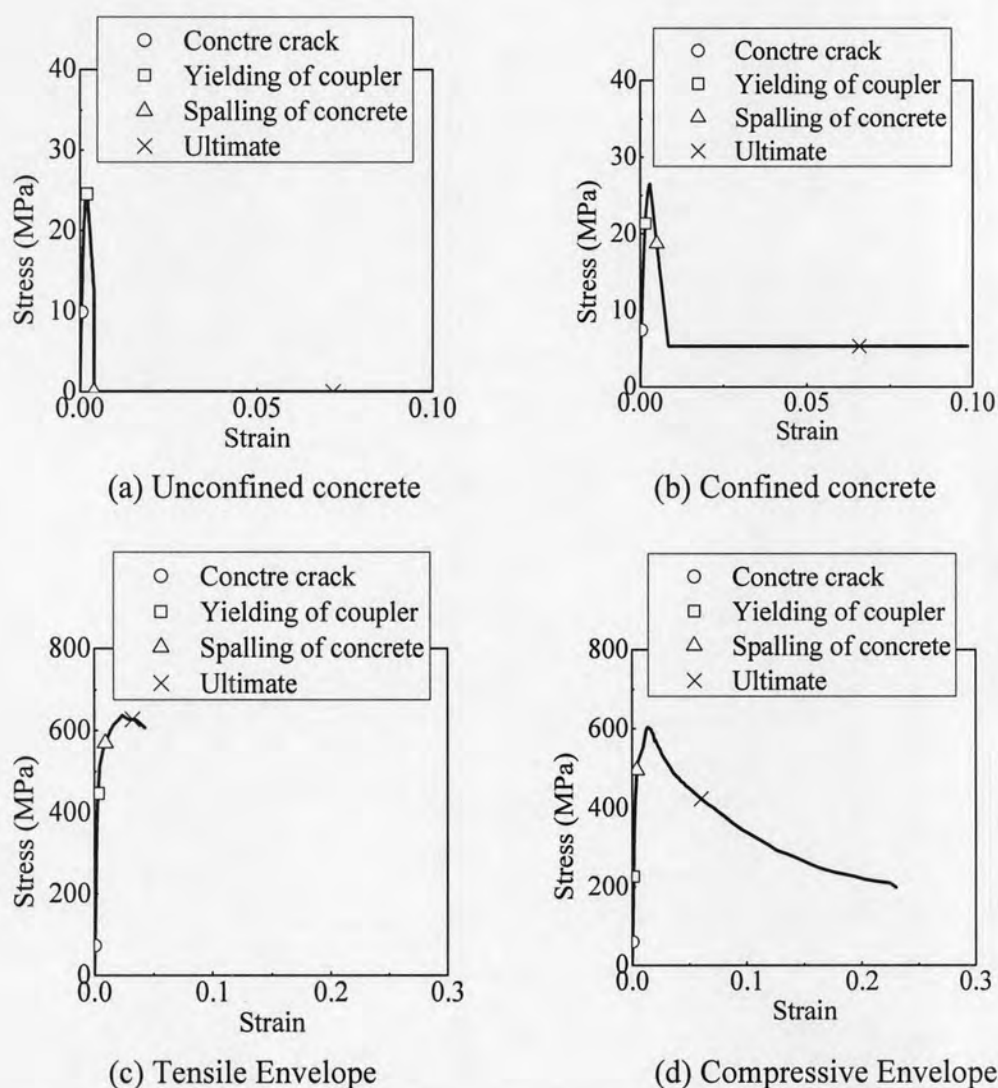 Conctre crack
Yielding of coupler
Spalling of concrete
Ultimate
40
30
20
10
0
0.00
0.05
0.10
Stress (MPa)
Strain
(a) Unconfined concrete
Conctre crack
Yielding of coupler
Spalling of concrete
Ultimate
40
30
20
10
0
0.00
0.05
0.10
Stress (MPa)
Strain
(b) Confined concrete
Conctre crack
Yielding of coupler
Spalling of concrete
Ultimate
800
600
400
200
0
0.0
0.1
0.2
0.3
Stress (MPa)
Strain
(c) Tensile Envelope
Conctre crack
Yielding of coupler
Spalling of concrete
Ultimate
800
600
400
200
0
0.0
0.1
0.2
0.3
Stress (MPa)
Strain
(d) Compressive Envelope